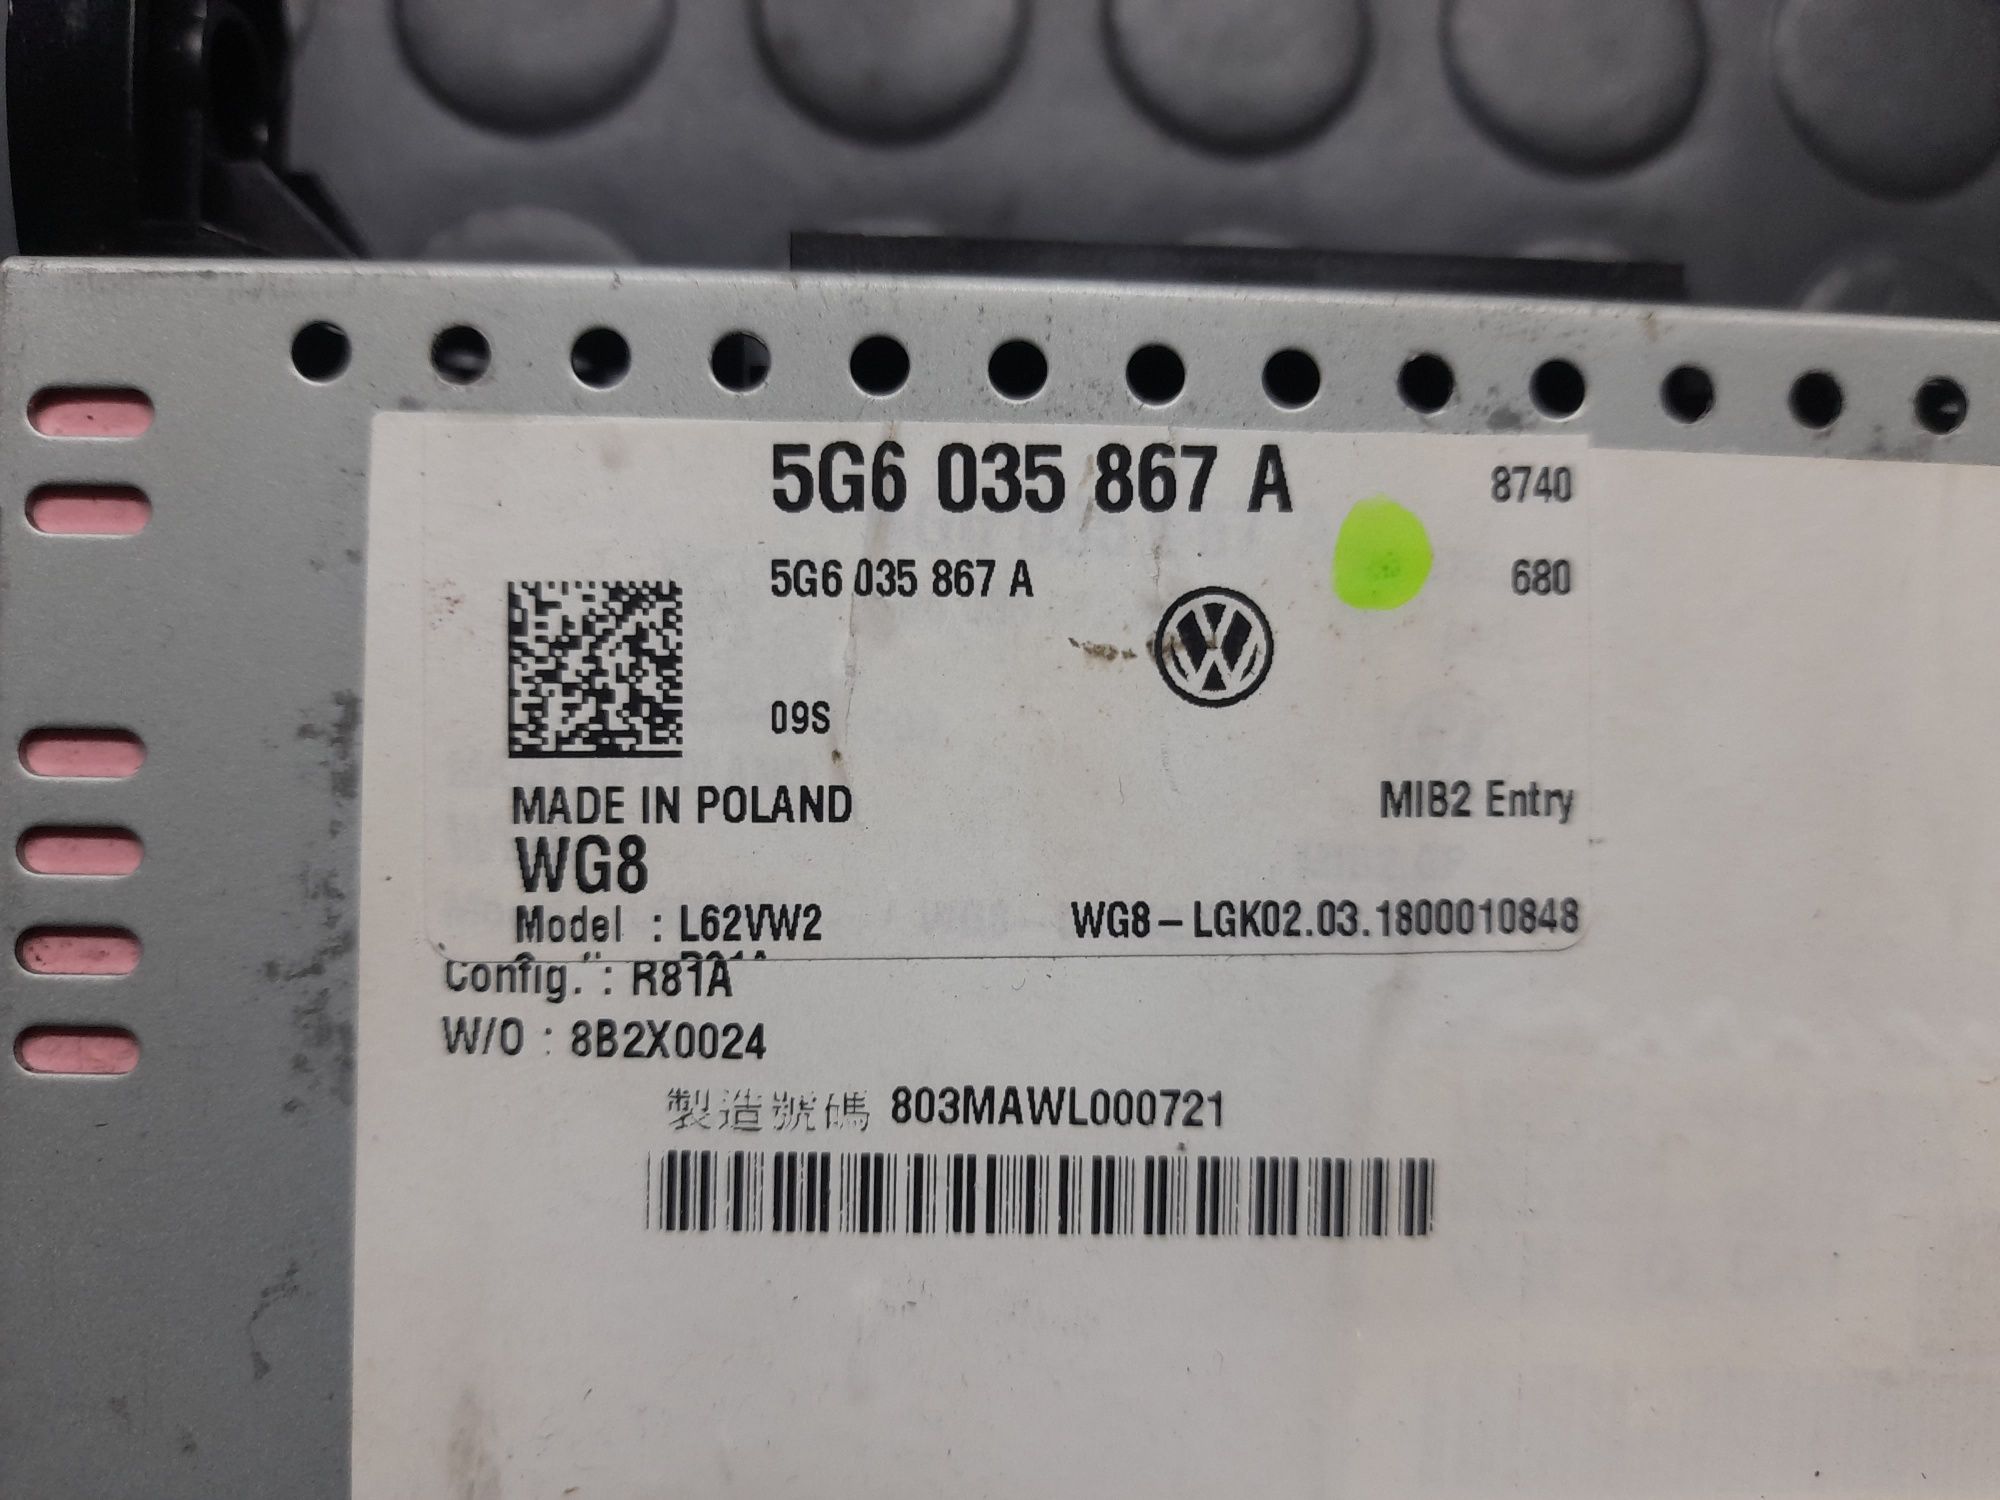 5G6 035 867 A
8740
5G6 035 867 A
680
09S
MADE IN POLAND
MIB2 Entry
WG8
Model : L62VW2
WG8-LGK02.03.1800010848
Config. : R81A
W/O : 8B2X0024
製造號碼 803MAWL000721